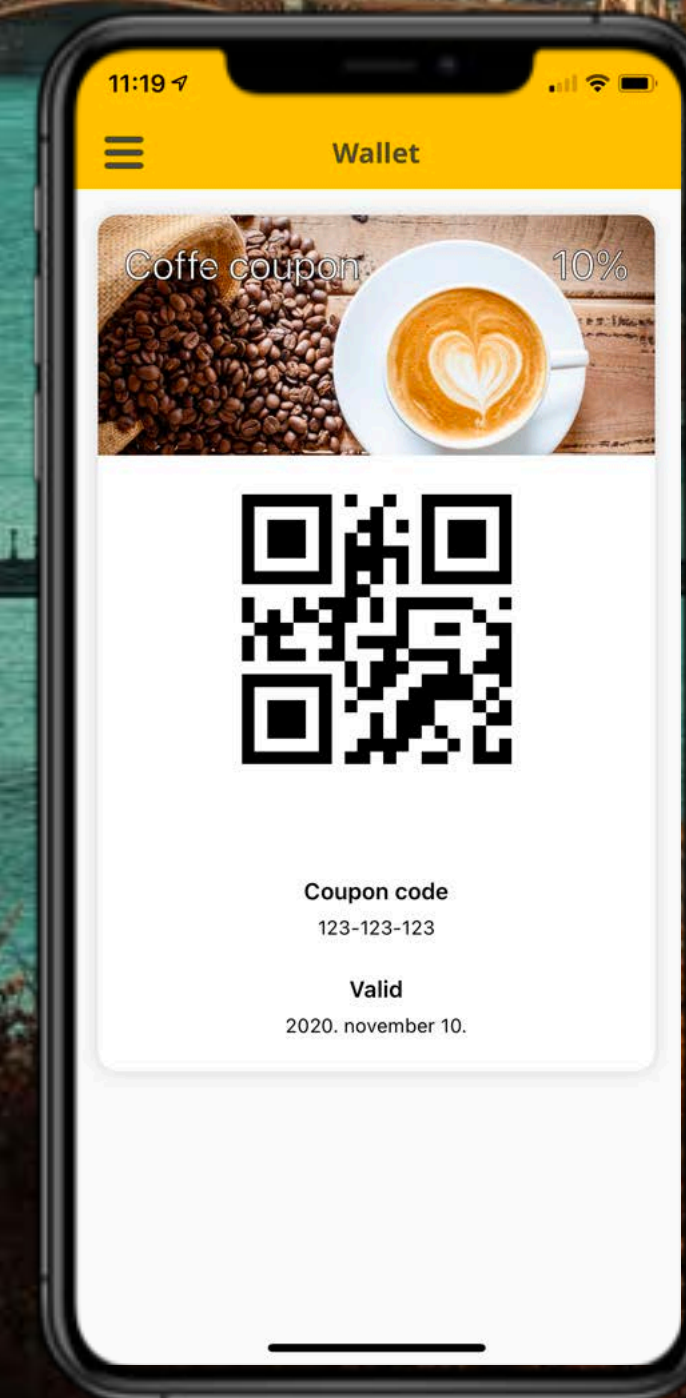 11:19
Wallet
Coffe coupon 10%
Coupon code
123-123-123
Valid
2020. november 10.